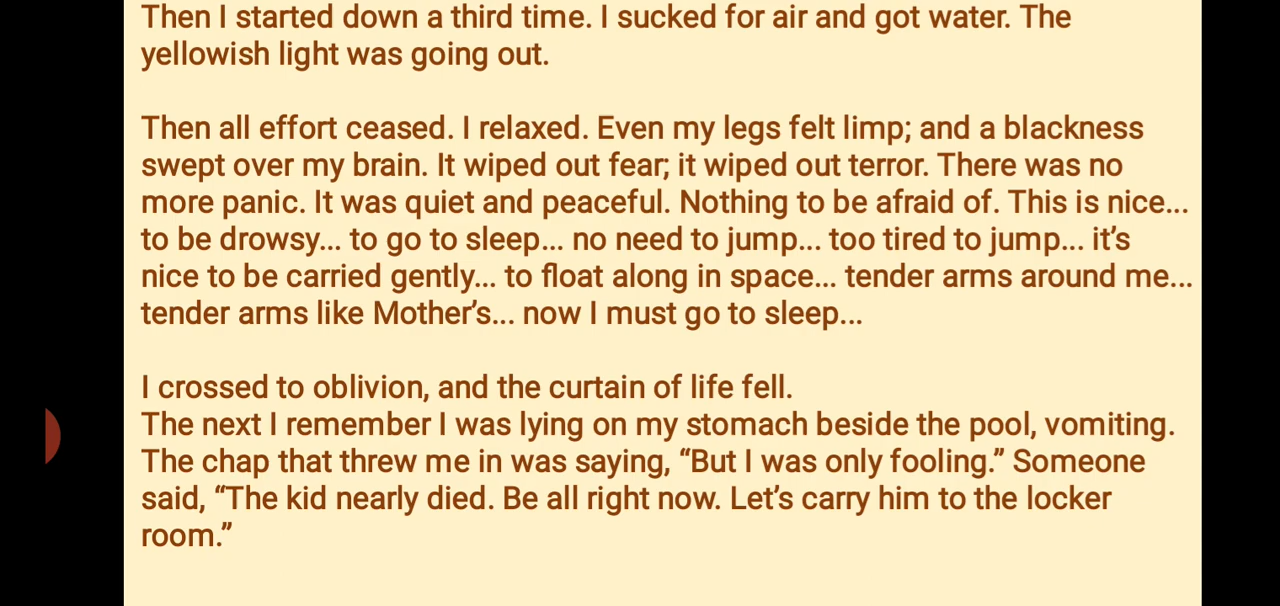 Then I started down a third time. I sucked for air and got water. The
yellowish light was going out.
Then all effort ceased. I relaxed. Even my legs felt limp; and a blackness
swept over my brain. It wiped out fear; it wiped out terror. There was no
more panic. It was quiet and peaceful. Nothing to be afraid of. This is nice...
to be drowsy... to go to sleep... no need to jump... too tired to jump... it’s
nice to be carried gently... to float along in space... tender arms around me...
tender arms like Mother’s... now I must go to sleep...
I crossed to oblivion, and the curtain of life fell.
The next I remember I was lying on my stomach beside the pool, vomiting.
The chap that threw me in was saying, “But I was only fooling.” Someone
said, “The kid nearly died. Be all right now. Let’s carry him to the locker
room.”